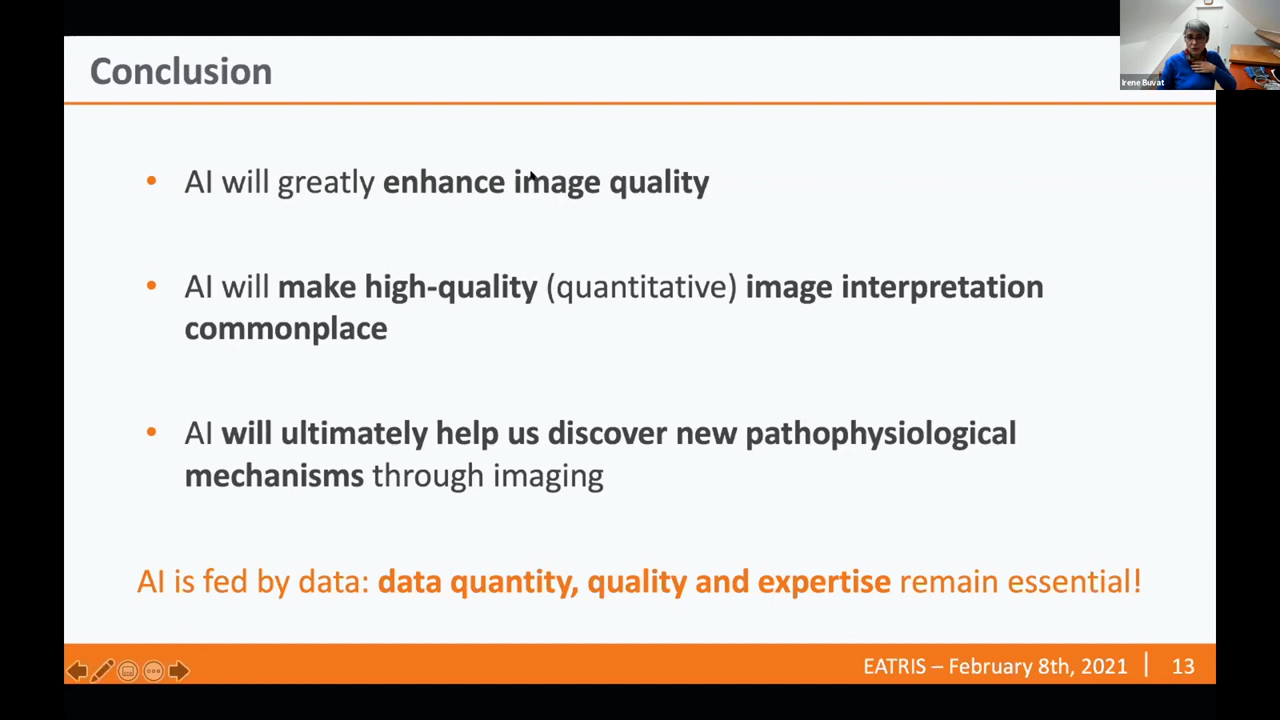 Conclusion
Irene Buvat
• AI will greatly enhance image quality
• AI will make high-quality (quantitative) image interpretation
commonplace
• AI will ultimately help us discover new pathophysiological
mechanisms through imaging
AI is fed by data: data quantity, quality and expertise remain essential!
EATRIS – February 8th, 2021 | 13